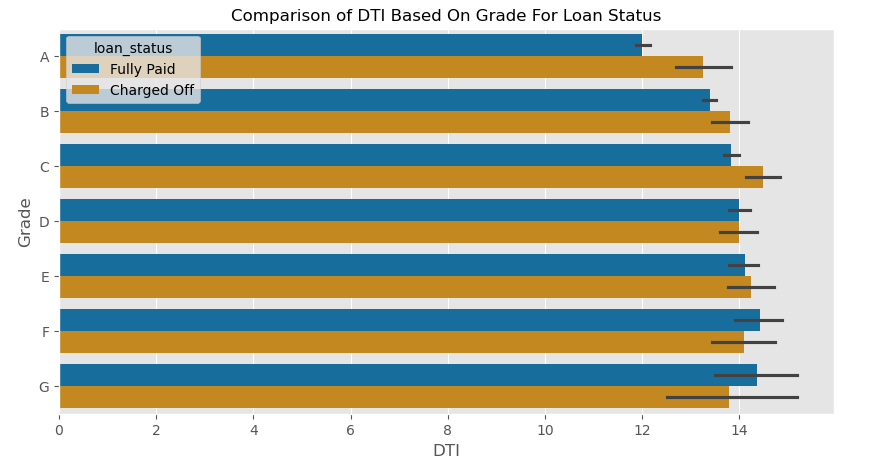 Comparison of DTI Based On Grade For Loan Status
loan_status
Fully Paid
Charged Off
Grade
A
B
C
D
E
F
G
0 2 4 6 8 10 12 14
DTI